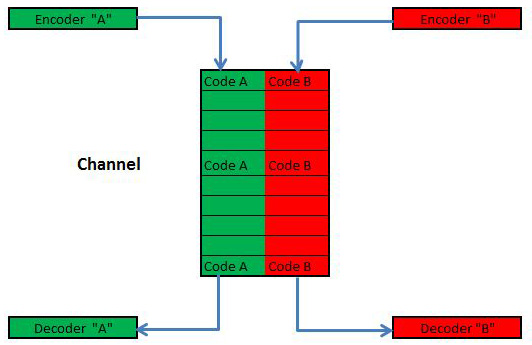 Encoder "A"
Encoder "B"
Code A
Code B
Channel
Code A
Code B
Code A
Code B
Decoder "A"
Decoder "B"